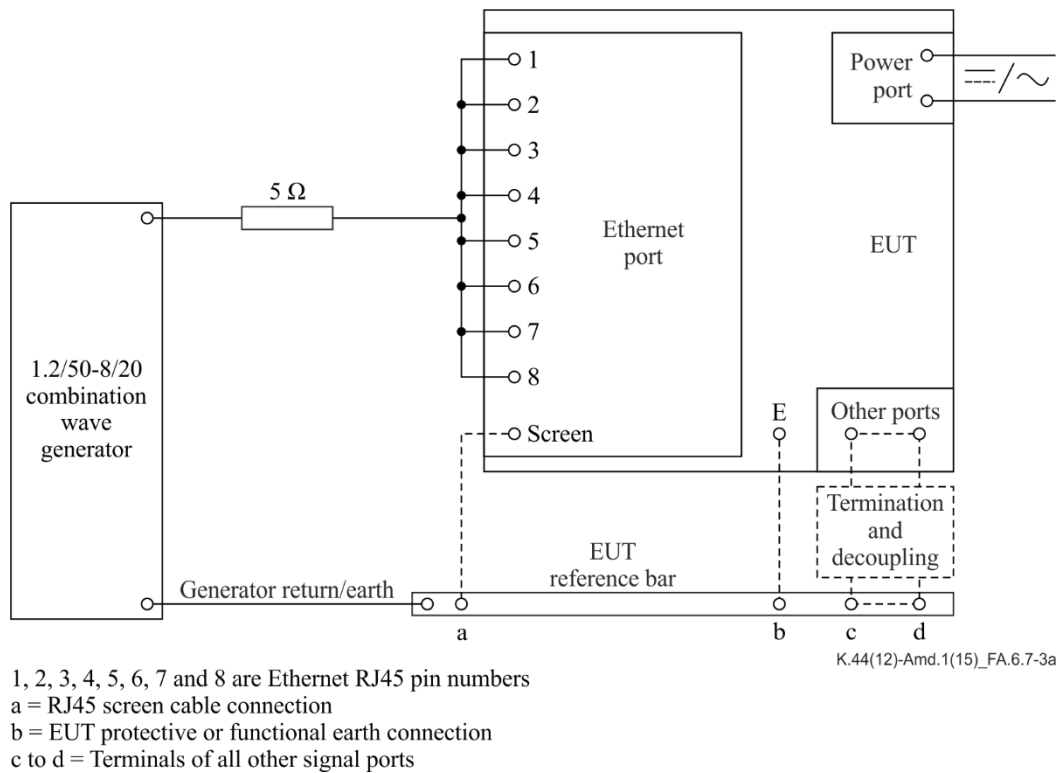 1
2
3
4
5
6
7
8
Screen
5 Ω
Ethernet
port
Power
port
EUT
E
Other ports
Termination
and
decoupling
1.2/50-8/20
combination
wave
generator
Generator return/earth
EUT
reference bar
a
b
c
d
K.44(12)-Amd.1(15)_FA.6.7-3a
1, 2, 3, 4, 5, 6, 7 and 8 are Ethernet RJ45 pin numbers
a = RJ45 screen cable connection
b = EUT protective or functional earth connection
c to d = Terminals of all other signal ports